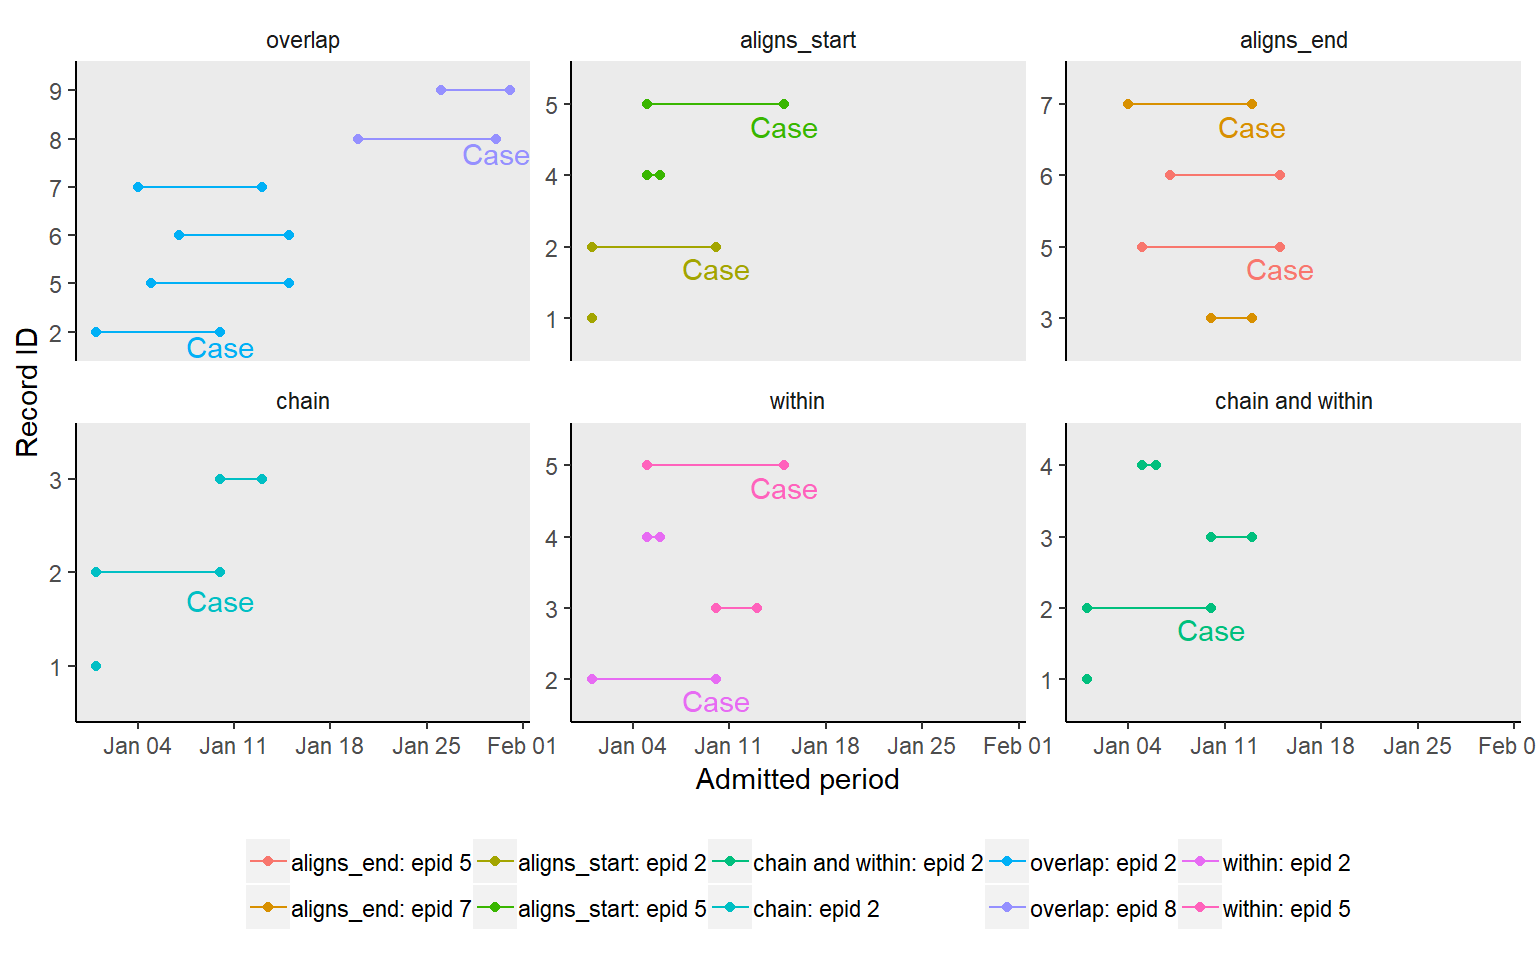 overlap aligns_start aligns_end
9
8
7
6
5
2
Case
Case
5
4
2
1
Case
Case
7
6
5
3
Case
Case
Record ID
chain within chain and within
3
2
1
Case
5
4
3
2
Case
Case
4
3
2
1
Case
Jan 04 Jan 11 Jan 18 Jan 25 Feb 01 Jan 04 Jan 11 Jan 18 Jan 25 Feb 01 Jan 04 Jan 11 Jan 18 Jan 25 Feb 0
Admitted period
aligns_end: epid 5 aligns_start: epid 2 chain and within: epid 2 overlap: epid 2 within: epid 2
aligns_end: epid 7 aligns_start: epid 5 chain: epid 2 overlap: epid 8 within: epid 5